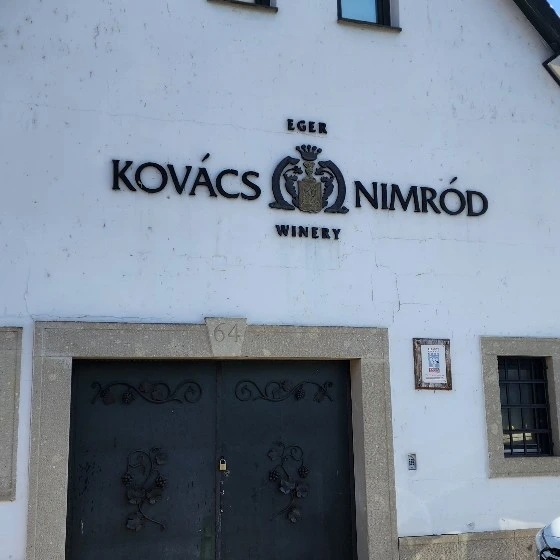 EGER
KOVÁCS NIMRÓD
WINERY
64